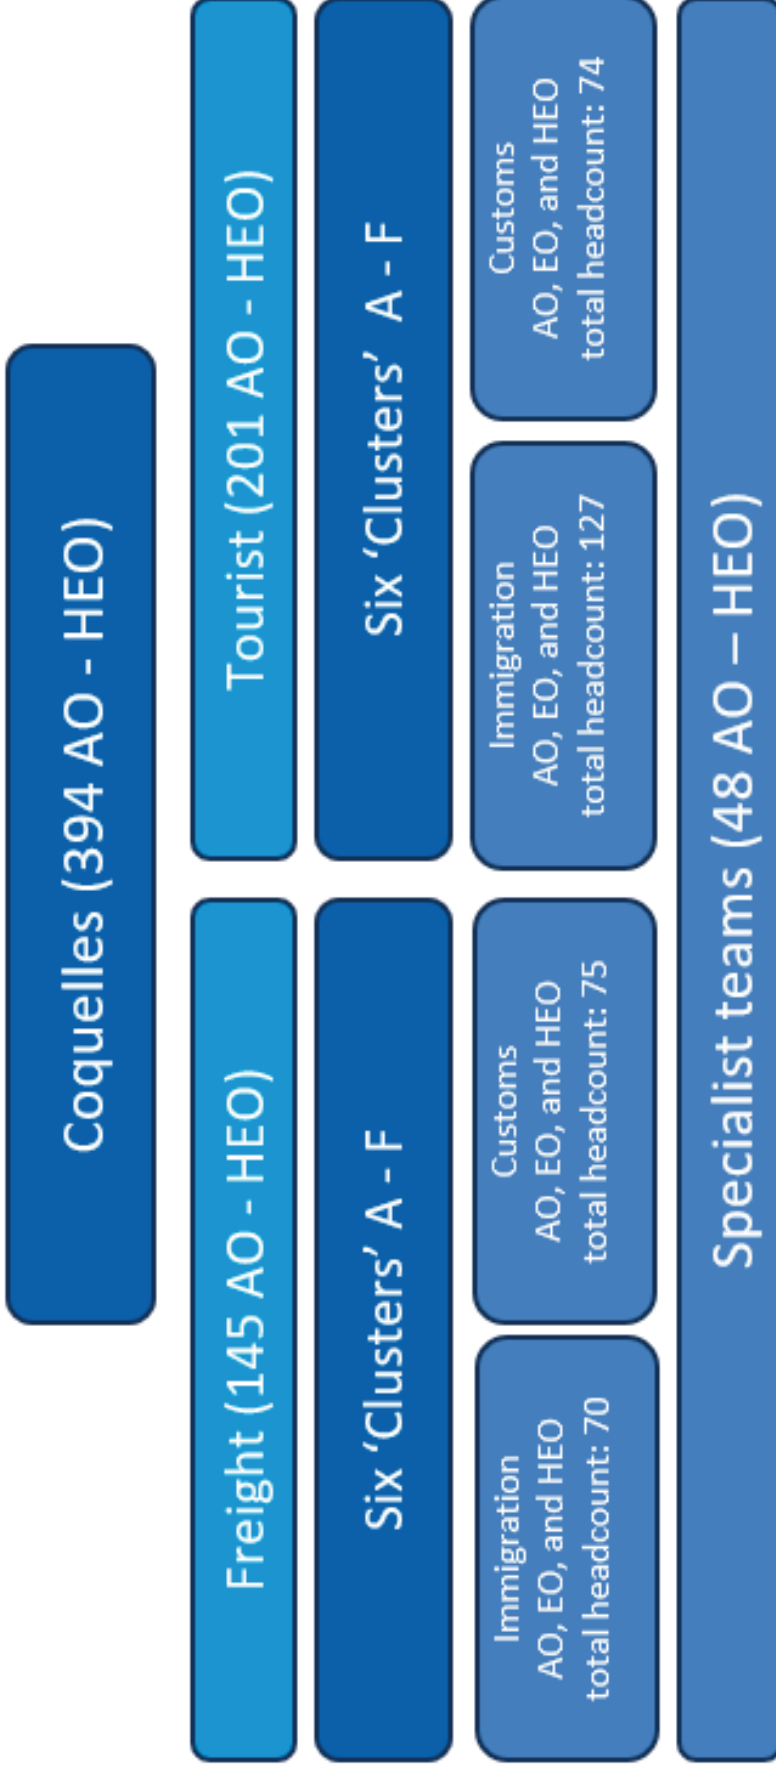 Coquelles (394 AO - HEO)
Freight (145 AO - HEO)
Tourist (201 AO - HEO)
Six ‘Clusters’ A - F
Six ‘Clusters’ A - F
Immigration
AO, EO, and HEO
total headcount: 70
Customs
AO, EO, and HEO
total headcount: 75
Immigration
AO, EO, and HEO
total headcount: 127
Customs
AO, EO, and HEO
total headcount: 74
Specialist teams (48 AO – HEO)